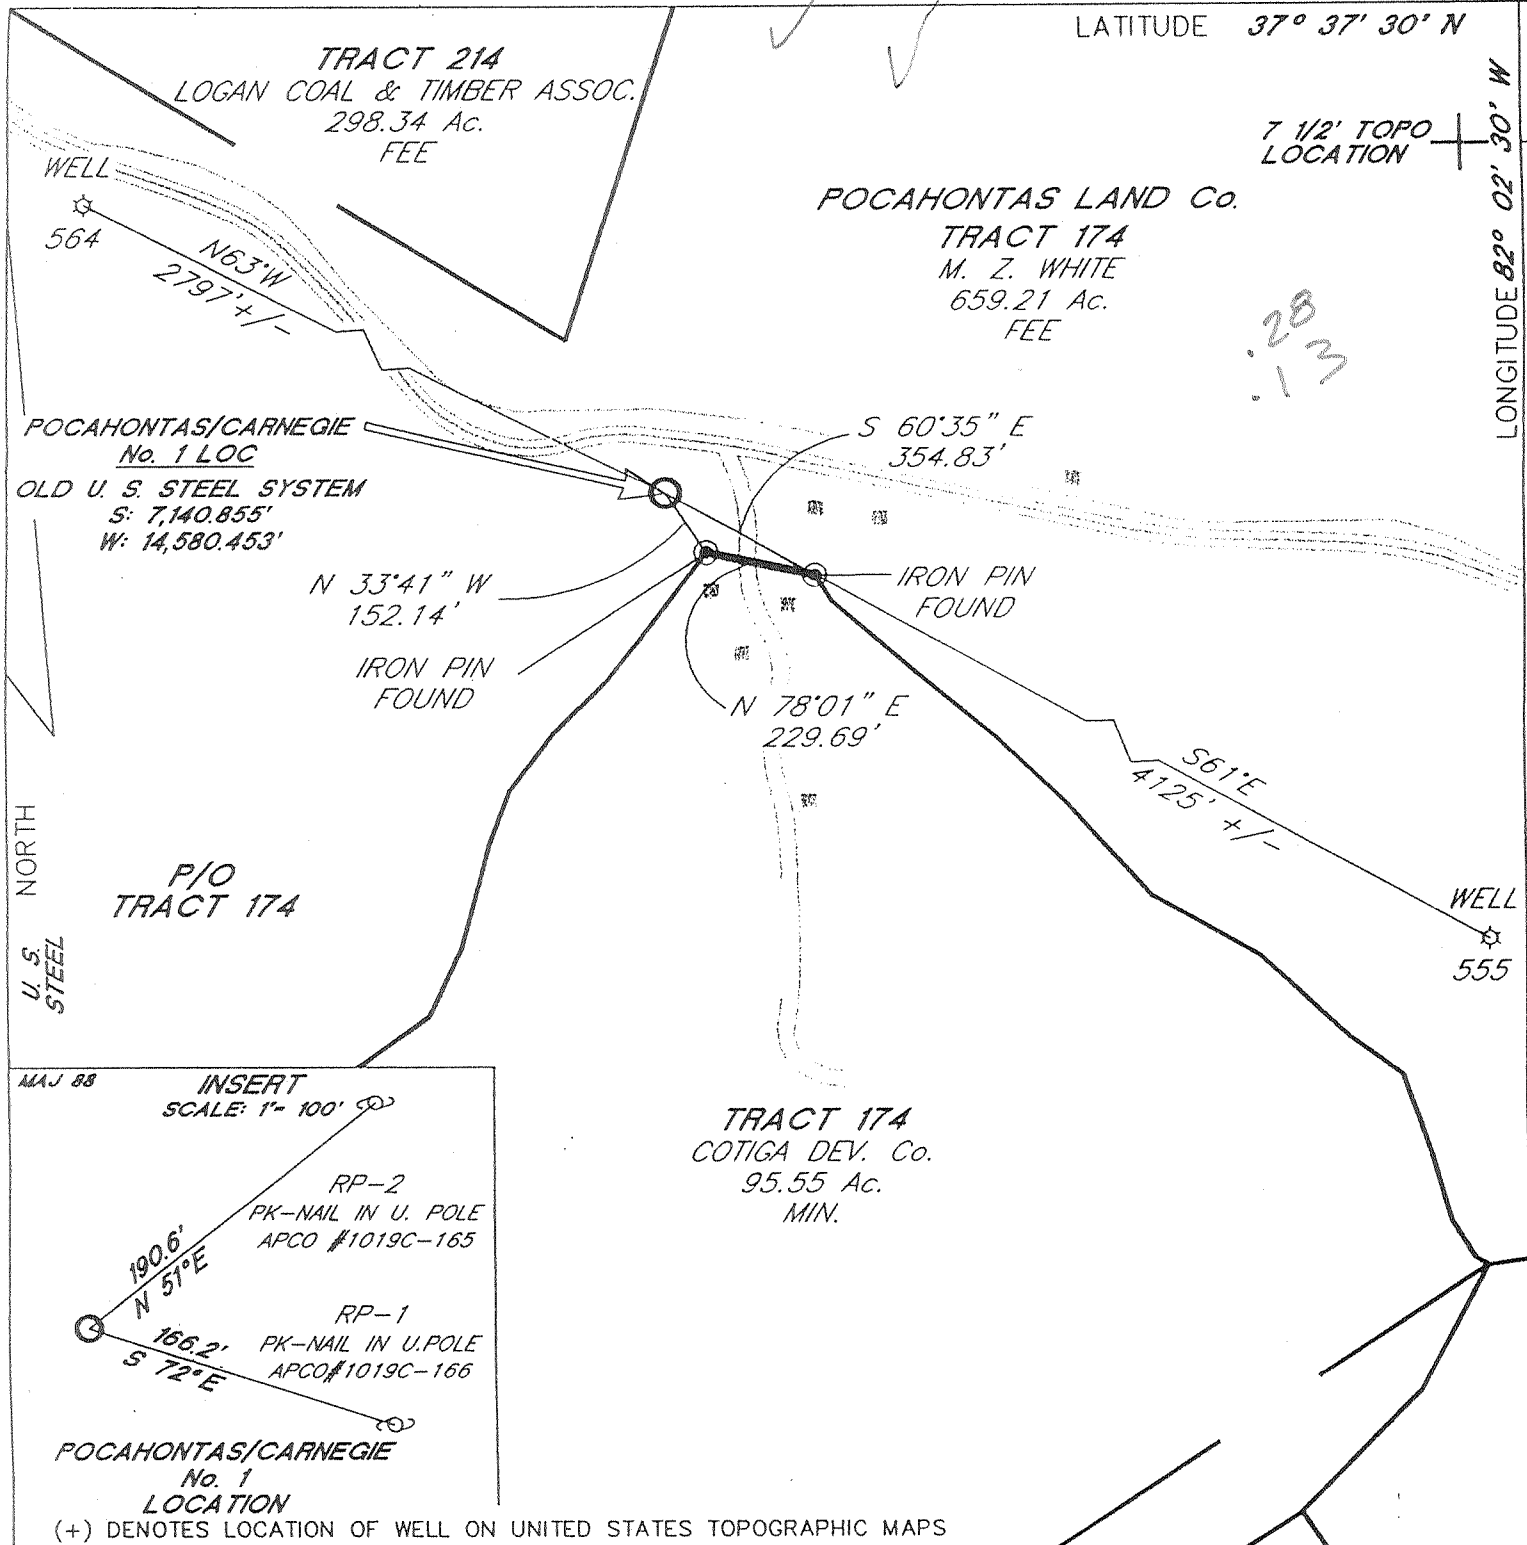 LATITUDE 37° 37' 30" N
TRACT 214
LOGAN COAL & TIMBER ASSOC.
298.34 Ac.
FEE
7 1/2' TOPO
LOCATION
LONGITUDE 82° 02' 30" W
WELL
564
N63°W
2797'+/-
POCAHONTAS LAND Co.
TRACT 174
M. Z. WHITE
659.21 Ac.
FEE
.28
.13
POCAHONTAS/CARNEGIE
No. 1 LOC
OLD U. S. STEEL SYSTEM
S: 7,140.855'
W: 14,580.453'
S 60°35" E
354.83'
N 33°41" W
152.14'
IRON PIN
FOUND
IRON PIN
FOUND
N 78°01" E
229.69'
S61°E
4125' +/-
WELL
555
NORTH
U. S.
STEEL
P/O
TRACT 174
MAJ 88
INSERT
SCALE: 1"= 100'
RP-2
PK-NAIL IN U. POLE
APCO #1019C-165
190.6'
N 51°E
RP-1
PK-NAIL IN U.POLE
APCO#1019C-166
166.2'
S 72°E
POCAHONTAS/CARNEGIE
No. 1
LOCATION
TRACT 174
COTIGA DEV. Co.
95.55 Ac.
MIN.
(+) DENOTES LOCATION OF WELL ON UNITED STATES TOPOGRAPHIC MAPS